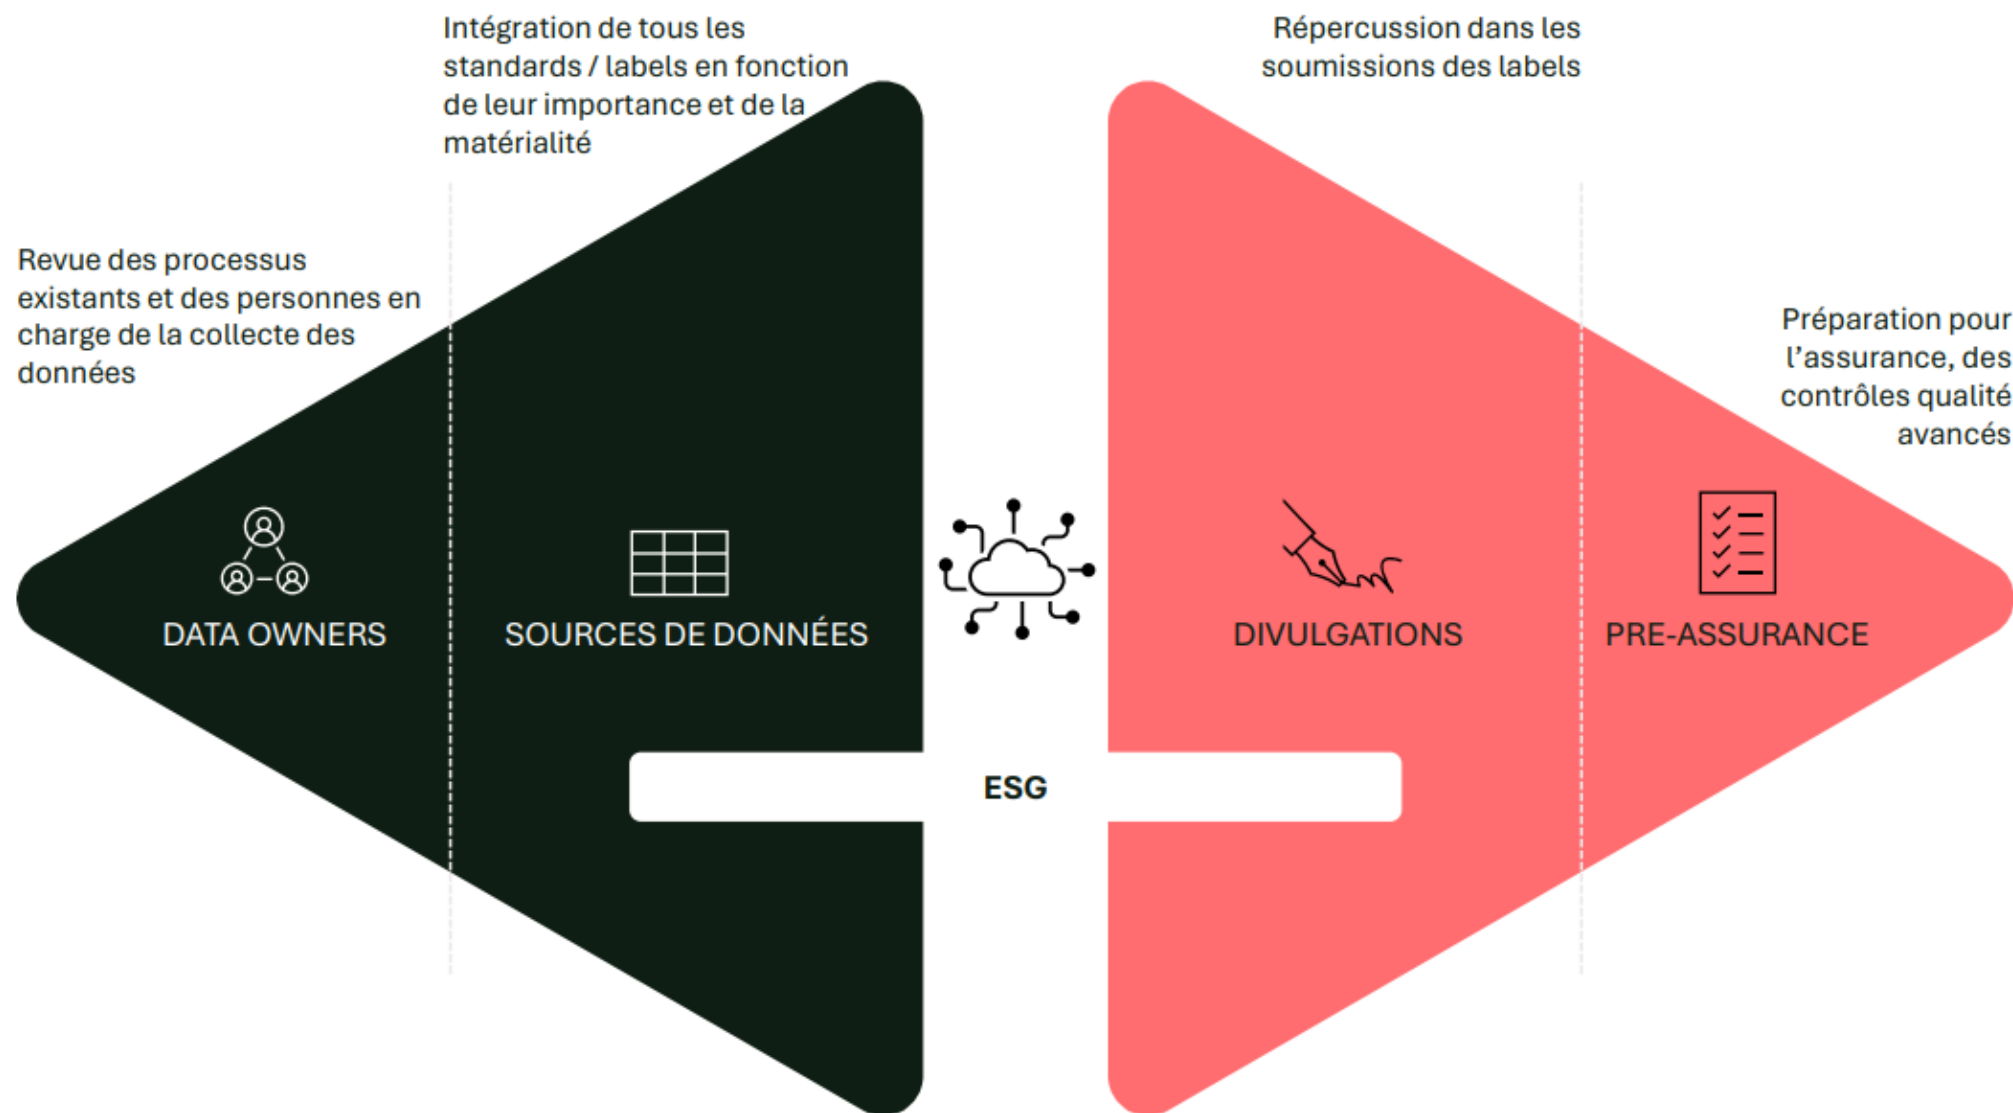 Intégration de tous les
standards / labels en fonction
de leur importance et de la
matérialité
Répercussion dans les
soumissions des labels
Revue des processus
existants et des personnes en
charge de la collecte des
données
Préparation pour
l’assurance, des
contrôles qualité
avancés
DATA OWNERS
SOURCES DE DONNÉES
DIVULGATIONS
PRE-ASSURANCE
ESG